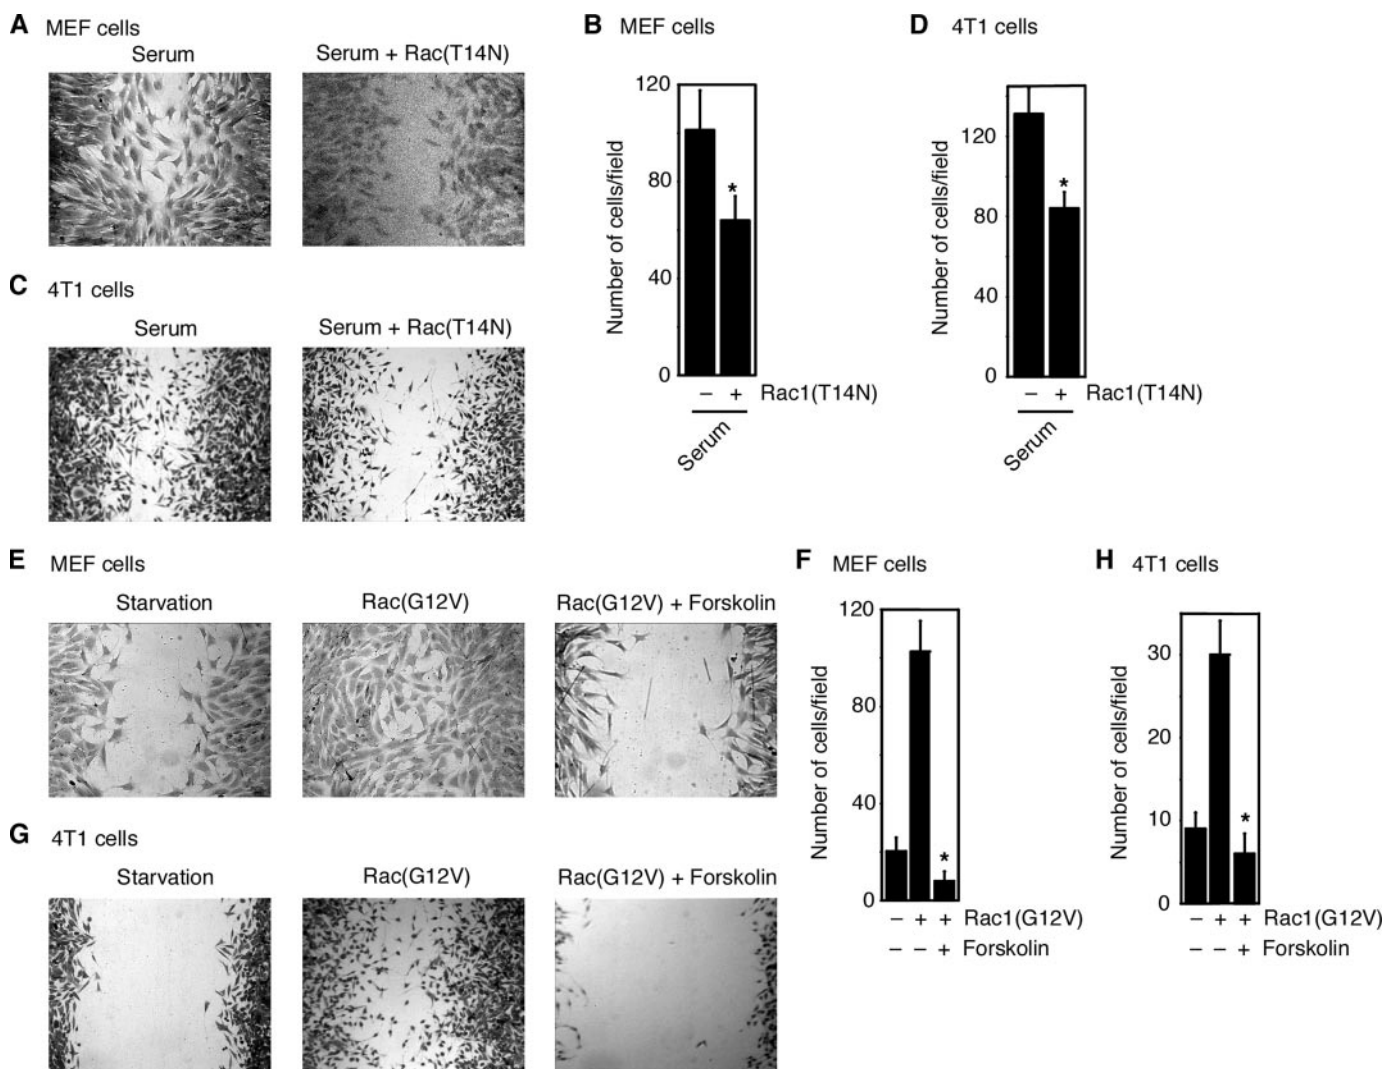 A MEF cells
Serum
Serum + Rac(T14N)
B MEF cells
120
80
40
0
Number of cells/field
*
– + Rac1(T14N)
Serum
D 4T1 cells
120
80
40
0
Number of cells/field
*
– + Rac1(T14N)
Serum
C 4T1 cells
Serum
Serum + Rac(T14N)
E MEF cells
Starvation
Rac(G12V)
Rac(G12V) + Forskolin
F MEF cells
120
80
40
0
Number of cells/field
*
– + + Rac1(G12V)
– – + Forskolin
H 4T1 cells
30
20
10
0
Number of cells/field
*
– + + Rac1(G12V)
– – + Forskolin
G 4T1 cells
Starvation
Rac(G12V)
Rac(G12V) + Forskolin